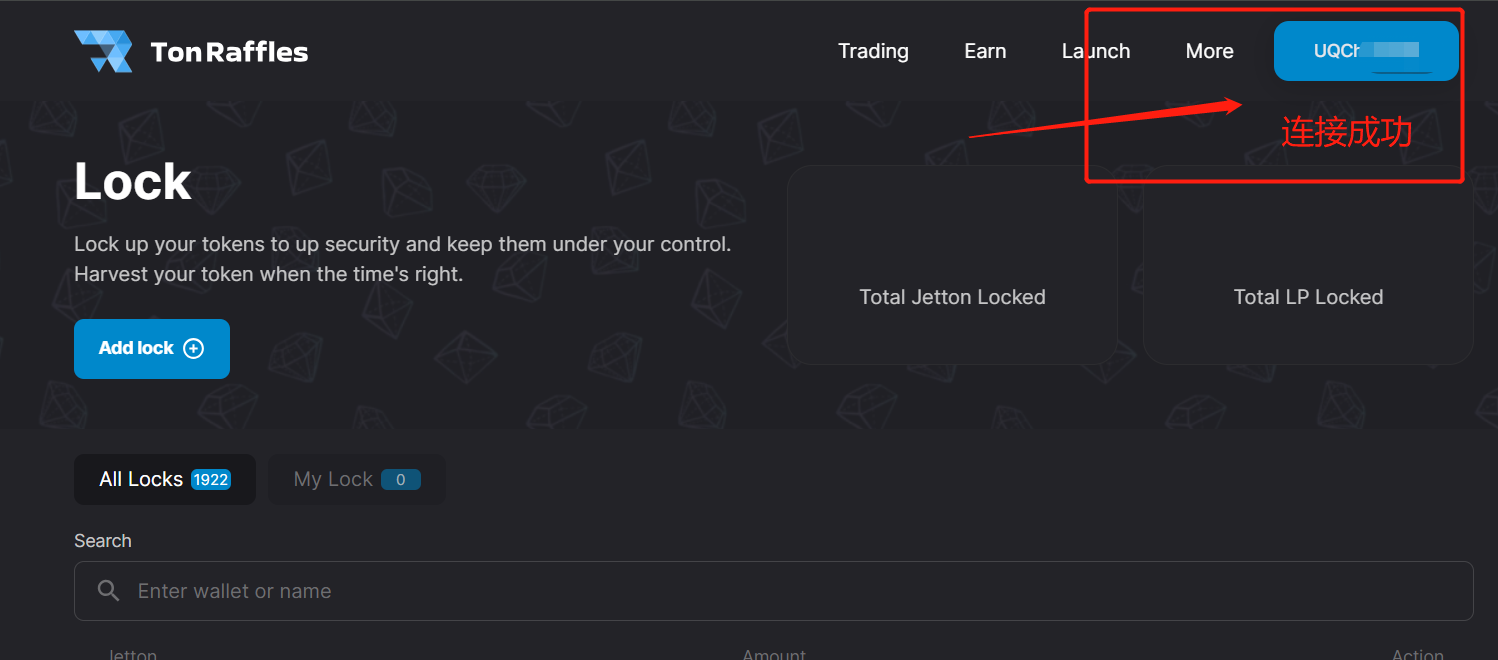 TonRaffles
Trading
Earn
Launch
More
UQCh
连接成功
Lock
Lock up your tokens to up security and keep them under your control.
Harvest your token when the time's right.
Add lock
Total Jetton Locked
Total LP Locked
All Locks 1922
My Lock 0
Search
Enter wallet or name
Jetton
Amount
Action